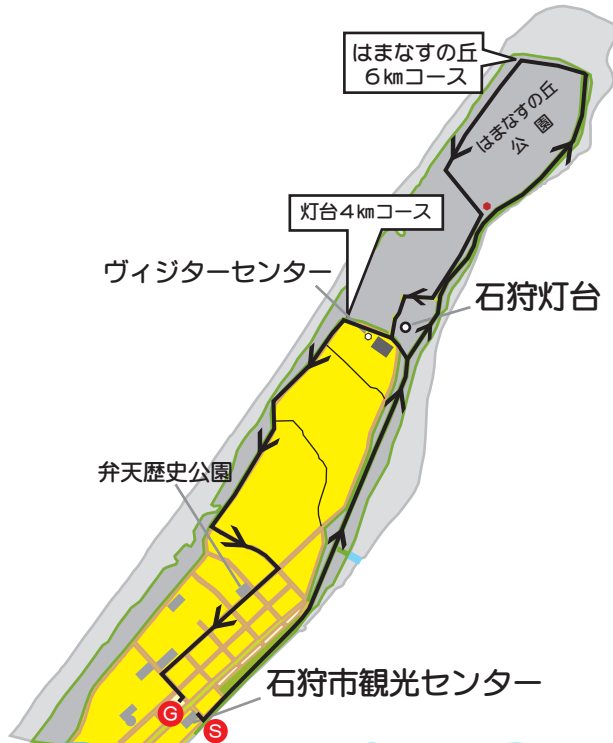 はまなすの丘
6kmコース
はまなすの丘
公園
灯台4kmコース
ヴィジターセンター
石狩灯台
弁天歴史公園
石狩市観光センター
G
S